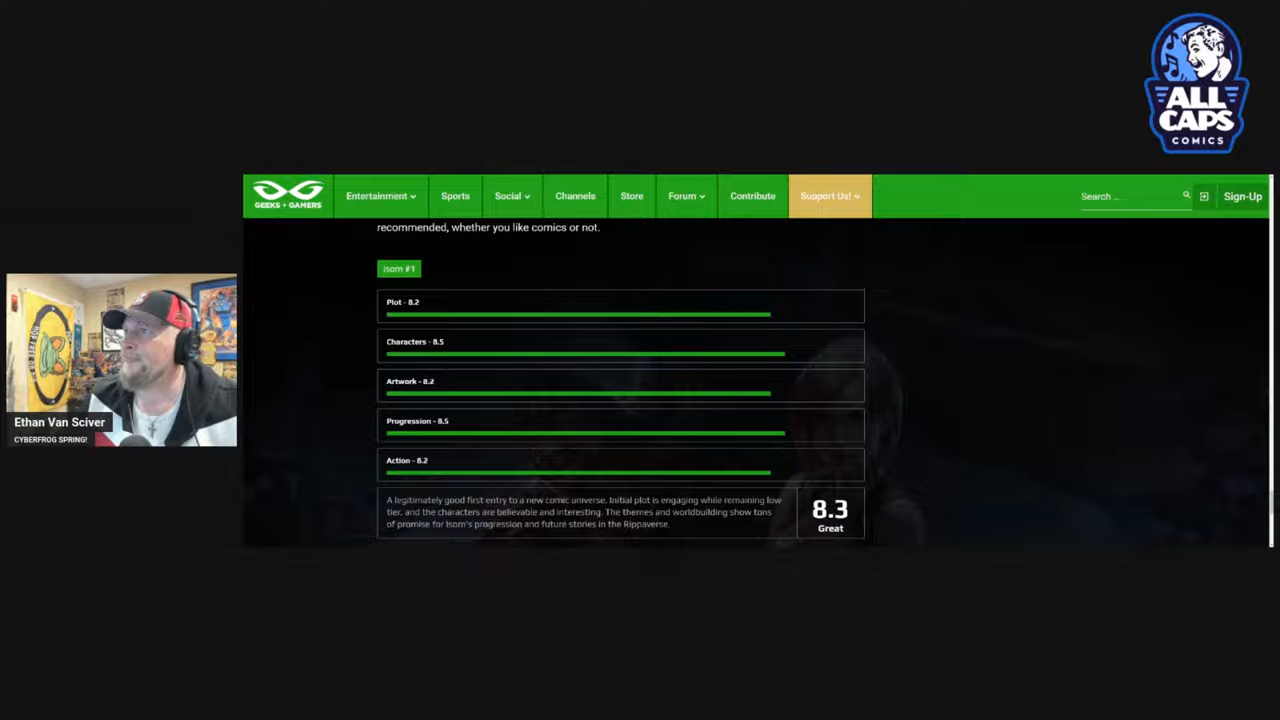 ALL
CAPS
COMICS
GEEKS + GAMERS
Entertainment
Sports
Social
Channels
Store
Forum
Contribute
Support Us!
Search ...
Sign-Up
recommended, whether you like comics or not.
Isom #1
Plot - 8.2
Characters - 8.5
Artwork - 8.2
Progression - 8.5
Action - 8.2
A legitimately good first entry to a new comic universe. Initial plot is engaging while remaining low
tier, and the characters are believable and interesting. The themes and worldbuilding show tons
of promise for Isom's progression and future stories in the Rippaverse.
8.3
Great
Ethan Van Sciver
CYBERFROG SPRING!